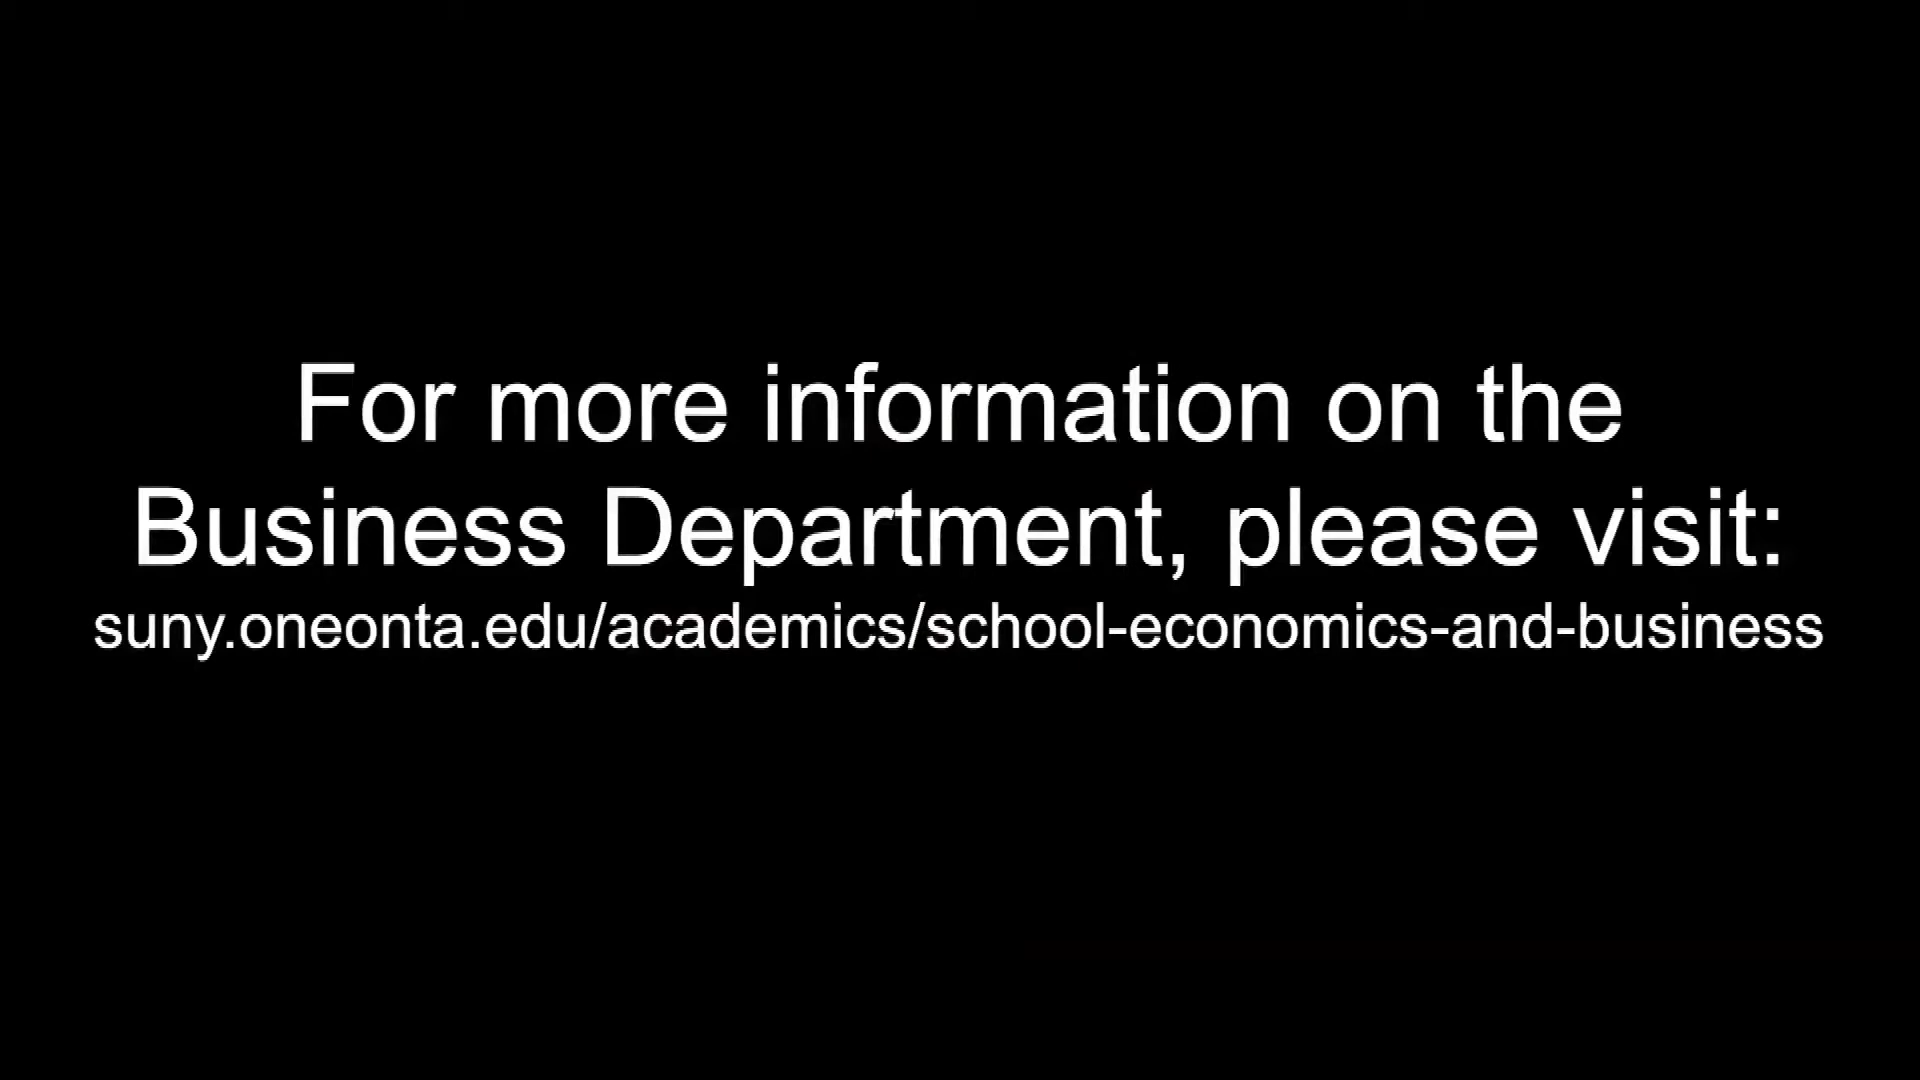 For more information on the
Business Department, please visit:
suny.oneonta.edu/academics/school-economics-and-business